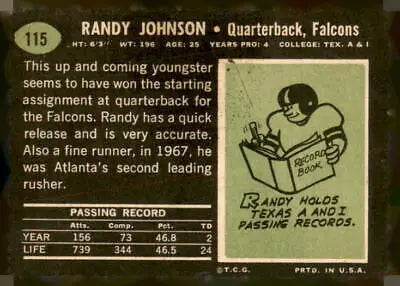 115
RANDY JOHNSON • Quarterback, Falcons
HT: 6'3" WT: 196 AGE: 25 YEARS PRO: 4 COLLEGE: TEX. A & I
This up and coming youngster
seems to have won the starting
assignment at quarterback for
the Falcons. Randy has a quick
release and is very accurate.
Also a fine runner, in 1967, he
was Atlanta's second leading
rusher.
RECORD
BOOK
RANDY HOLDS
TEXAS A AND I
PASSING RECORDS.
PASSING RECORD
Atts. Comp. Pct. TD
YEAR 156 73 46.8 2
LIFE 739 344 46.5 24
©T.C.G. PRTD. IN U.S.A.